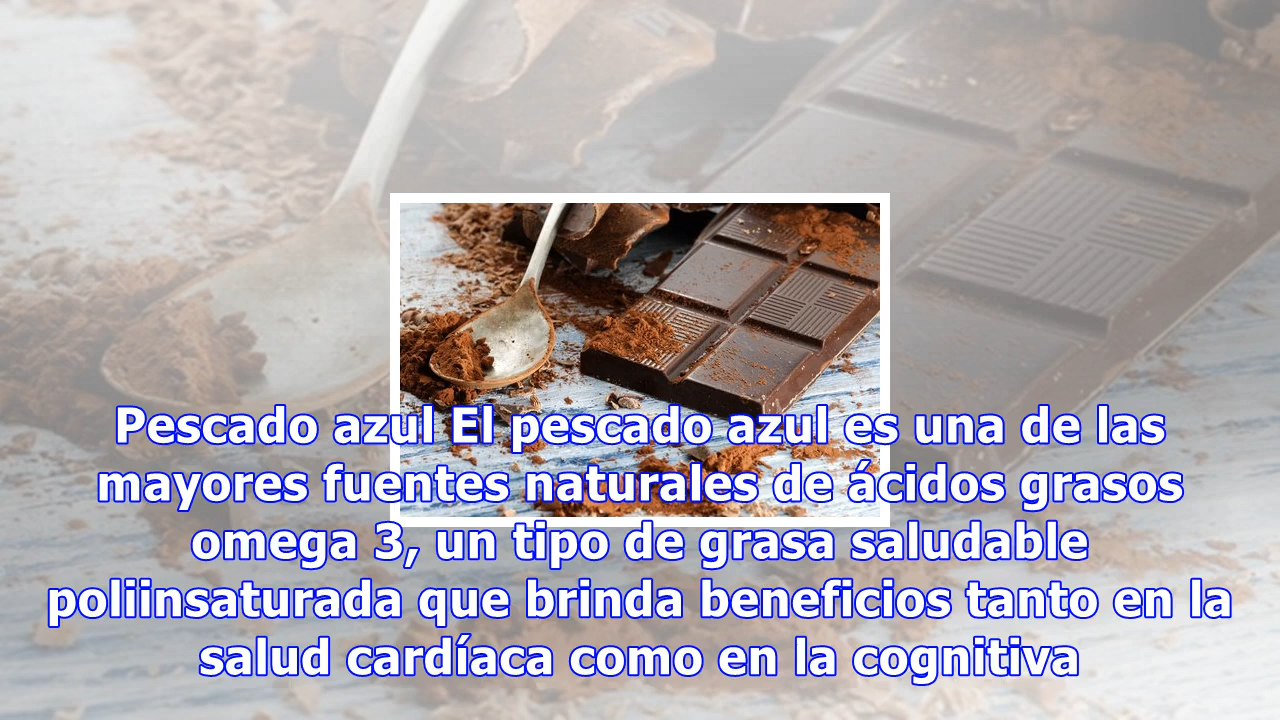 Pescado azul El pescado azul es una de las
mayores fuentes naturales de ácidos grasos
omega 3, un tipo de grasa saludable
poliinsaturada que brinda beneficios tanto en la
salud cardíaca como en la cognitiva